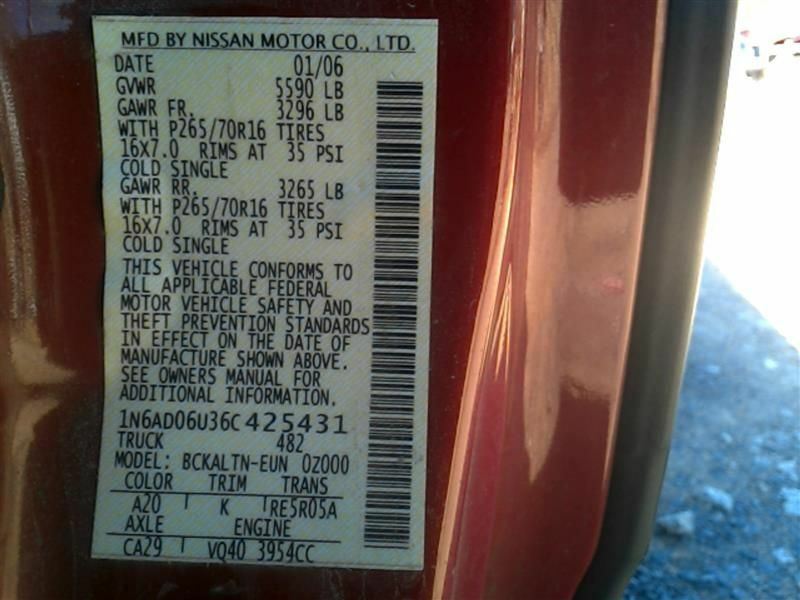 MFD BY NISSAN MOTOR CO., LTD.
DATE 01/06
GVWR 5590 LB
GAWR FR. 3296 LB
WITH P265/70R16 TIRES
16X7.0 RIMS AT 35 PSI
COLD SINGLE
GAWR RR. 3265 LB
WITH P265/70R16 TIRES
16X7.0 RIMS AT 35 PSI
COLD SINGLE
THIS VEHICLE CONFORMS TO
ALL APPLICABLE FEDERAL
MOTOR VEHICLE SAFETY AND
THEFT PREVENTION STANDARDS
IN EFFECT ON THE DATE OF
MANUFACTURE SHOWN ABOVE.
SEE OWNERS MANUAL FOR
ADDITIONAL INFORMATION.
1N6AD06U36C425431
TRUCK 482
MODEL: BCKALTN-EUN 0Z000
COLOR TRIM TRANS
A20 K RE5R05A
AXLE ENGINE
CA29 VQ40 3954CC